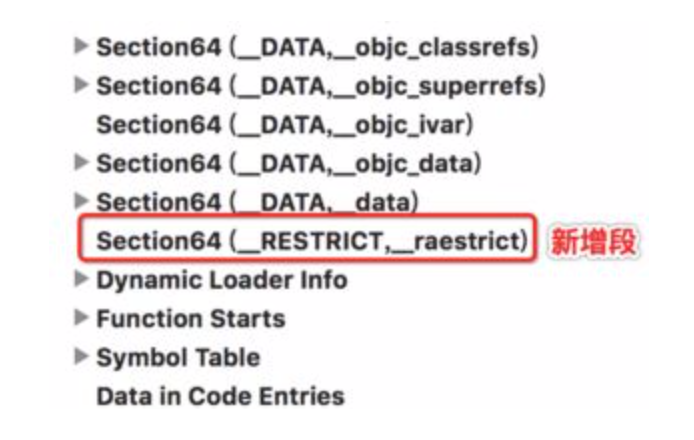 Section64 (__DATA,__objc_classrefs)
Section64 (__DATA,__objc_superrefs)
Section64 (__DATA,__objc_ivar)
Section64 (__DATA,__objc_data)
Section64 (__DATA,__data)
Section64 (__RESTRICT,__raestrict) 新增段
Dynamic Loader Info
Function Starts
Symbol Table
Data in Code Entries